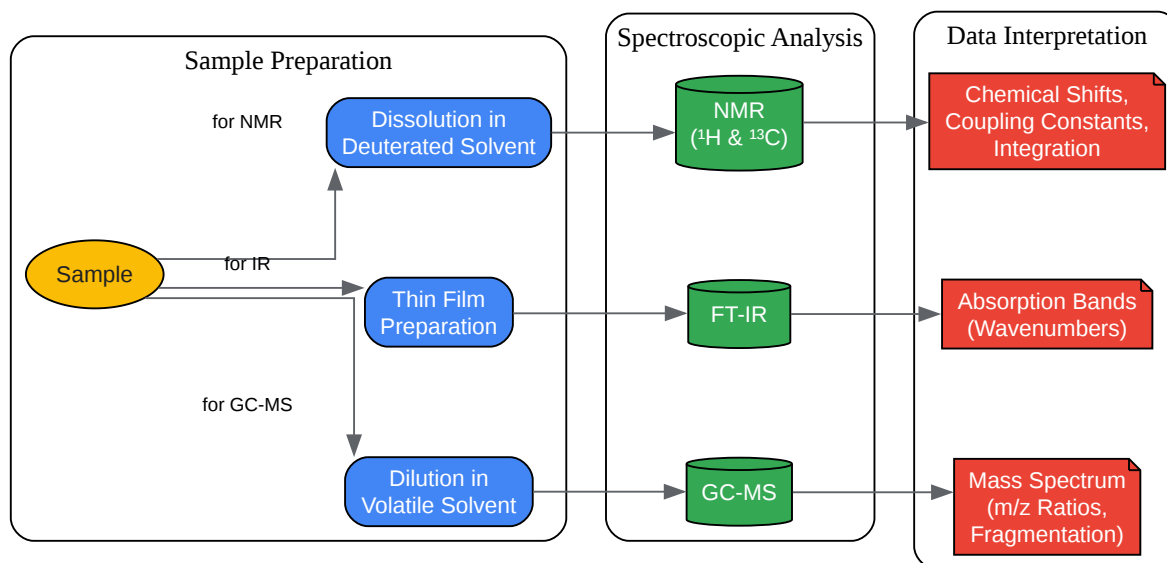 Sample Preparation
Spectroscopic Analysis
Data Interpretation
for NMR
Dissolution in
Deuterated Solvent
NMR
(¹H & ¹³C)
Chemical Shifts,
Coupling Constants,
Integration
Sample
for IR
Thin Film
Preparation
FT-IR
Absorption Bands
(Wavenumbers)
for GC-MS
Dilution in
Volatile Solvent
GC-MS
Mass Spectrum
(m/z Ratios,
Fragmentation)